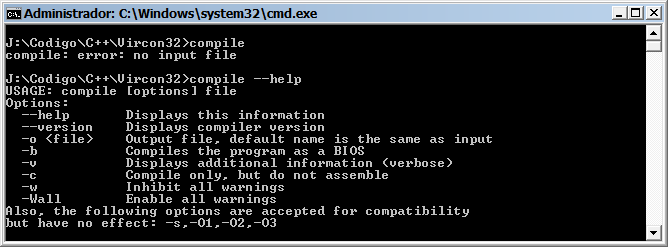 Administrador: C:\Windows\system32\cmd.exe
J:\Codigo\C++\Vircon32>compile
compile: error: no input file
J:\Codigo\C++\Vircon32>compile --help
USAGE: compile [options] file
Options:
  --help        Displays this information
  --version     Displays compiler version
  -o <file>     Output file, default name is the same as input
  -b            Compiles the program as a BIOS
  -v            Displays additional information (verbose)
  -c            Compile only, but do not assemble
  -w            Inhibit all warnings
  -Wall         Enable all warnings
Also, the following options are accepted for compatibility
but have no effect: -s,-O1,-O2,-O3